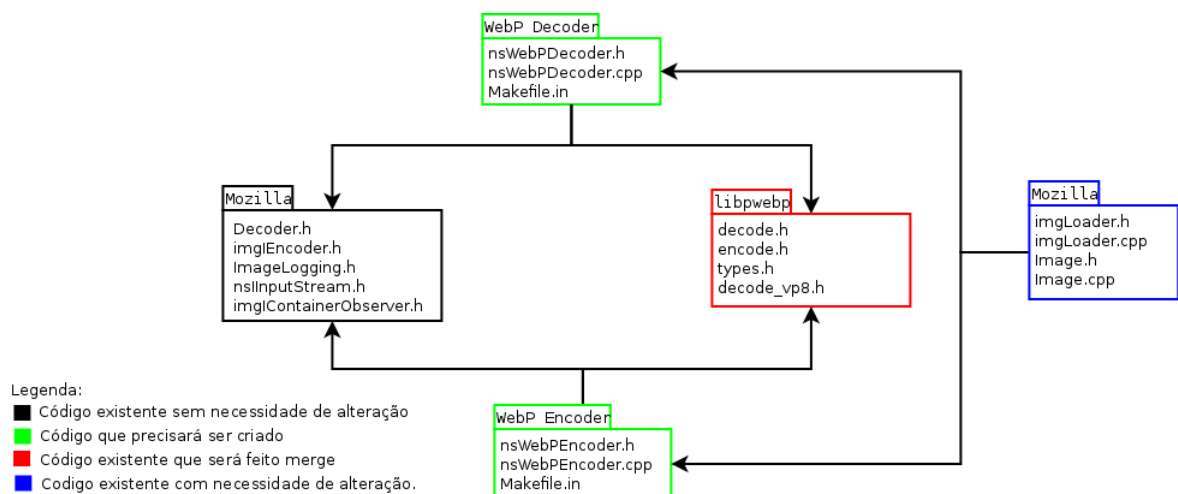 WebP Decoder
nsWebPDecoder.h
nsWebPDecoder.cpp
Makefile.in
Mozilla
Decoder.h
imgIEncoder.h
ImageLogging.h
nsIInputStream.h
imgIContainerObserver.h
libpwebp
decode.h
encode.h
types.h
decode_vp8.h
Mozilla
imgLoader.h
imgLoader.cpp
Image.h
Image.cpp
WebP Encoder
nsWebPEncoder.h
nsWebPEncoder.cpp
Makefile.in
Legenda:
Código existente sem necessidade de alteração
Código que precisará ser criado
Código existente que será feito merge
Codigo existente com necessidade de alteração.